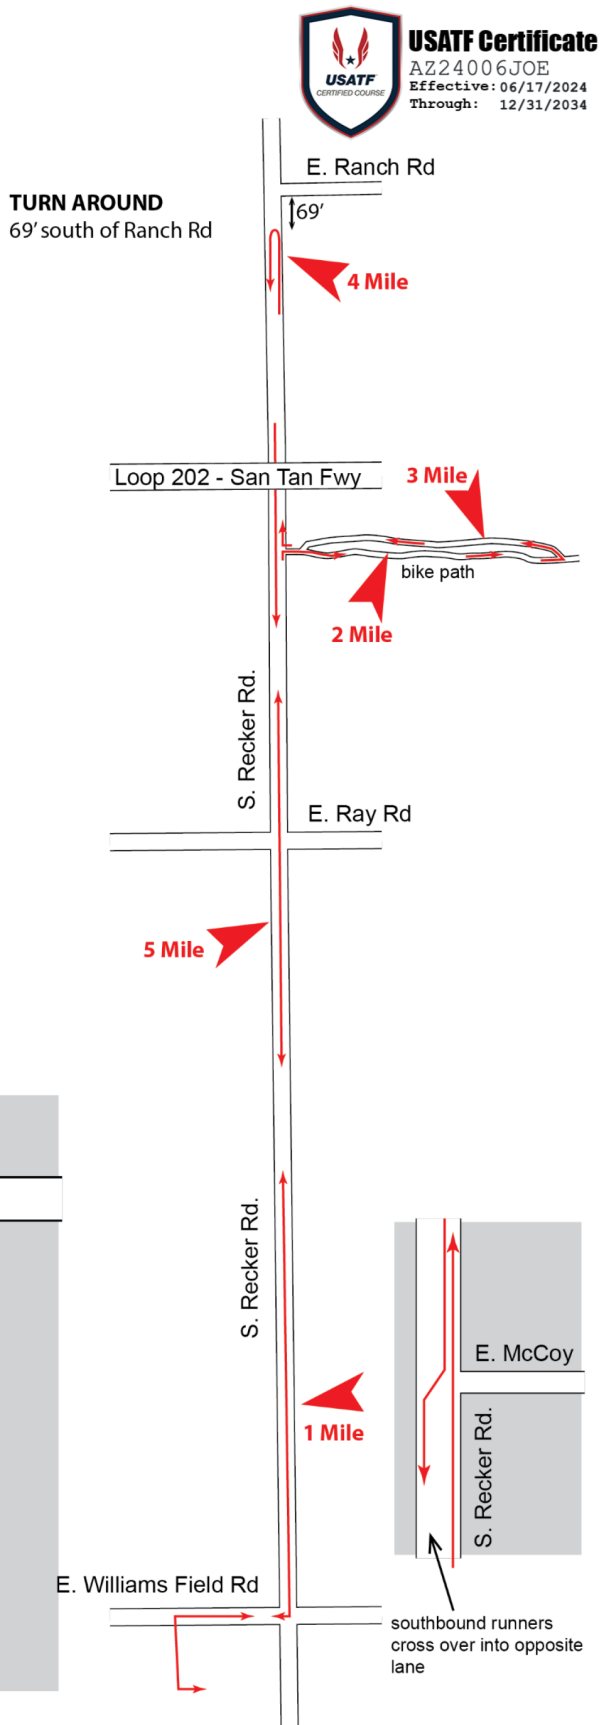 USATF
CERTIFIED COURSE
USATF Certificate
AZ24006JOE
Effective: 06/17/2024
Through: 12/31/2034
E. Ranch Rd
TURN AROUND
69' south of Ranch Rd
69'
4 Mile
Loop 202 - San Tan Fwy
3 Mile
bike path
2 Mile
S. Recker Rd.
E. Ray Rd
5 Mile
S. Recker Rd.
E. McCoy
1 Mile
S. Recker Rd.
E. Williams Field Rd
southbound runners
cross over into opposite
lane